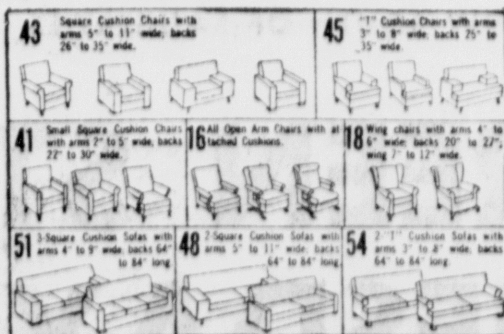 43 Square Cushion Chairs with
arms 5" to 11" wide; backs
26" to 35" wide.
45 "T" Cushion Chairs with arms
3" to 8" wide, backs 25" to
35" wide.
41 Small Square Cushion Chairs
with arms 2" to 5" wide, backs
22" to 30" wide.
16 All Open Arm Chairs with at
tached Cushions.
18 Wing chairs with arms 4" to
6" wide; backs 20" to 27",
wing 7" to 12" wide.
51 3-Square Cushion Sofas with
arms 4" to 9" wide, backs 64"
to 84" long.
48 2-Square Cushion Sofas with
arms 5" to 11" wide, backs
64" to 84" long.
54 2-"T" Cushion Sofas with
arms 3" to 8" wide, backs
64" to 84" long.